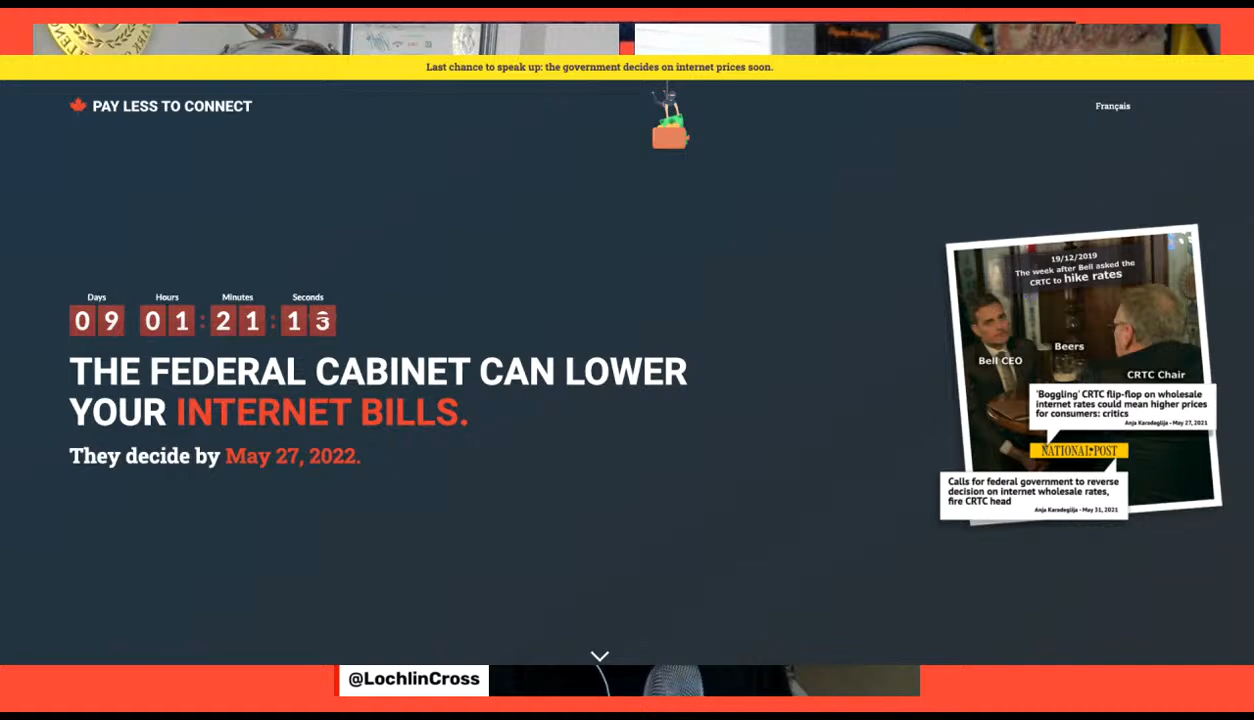 Last chance to speak up: the government decides on internet prices soon.
PAY LESS TO CONNECT
Français
Days Hours Minutes Seconds
09 01 : 21 : 13
THE FEDERAL CABINET CAN LOWER
YOUR INTERNET BILLS.
They decide by May 27, 2022.
19/12/2019
The week after Bell asked the
CRTC to hike rates
Bell CEO
Beers
CRTC Chair
'Boggling' CRTC flip-flop on wholesale
internet rates could mean higher prices
for consumers: critics
Anja Karadeglija - May 27, 2021
NATIONAL POST
Calls for federal government to reverse
decision on internet wholesale rates,
fire CRTC head
Anja Karadeglija - May 31, 2021
@LochlinCross